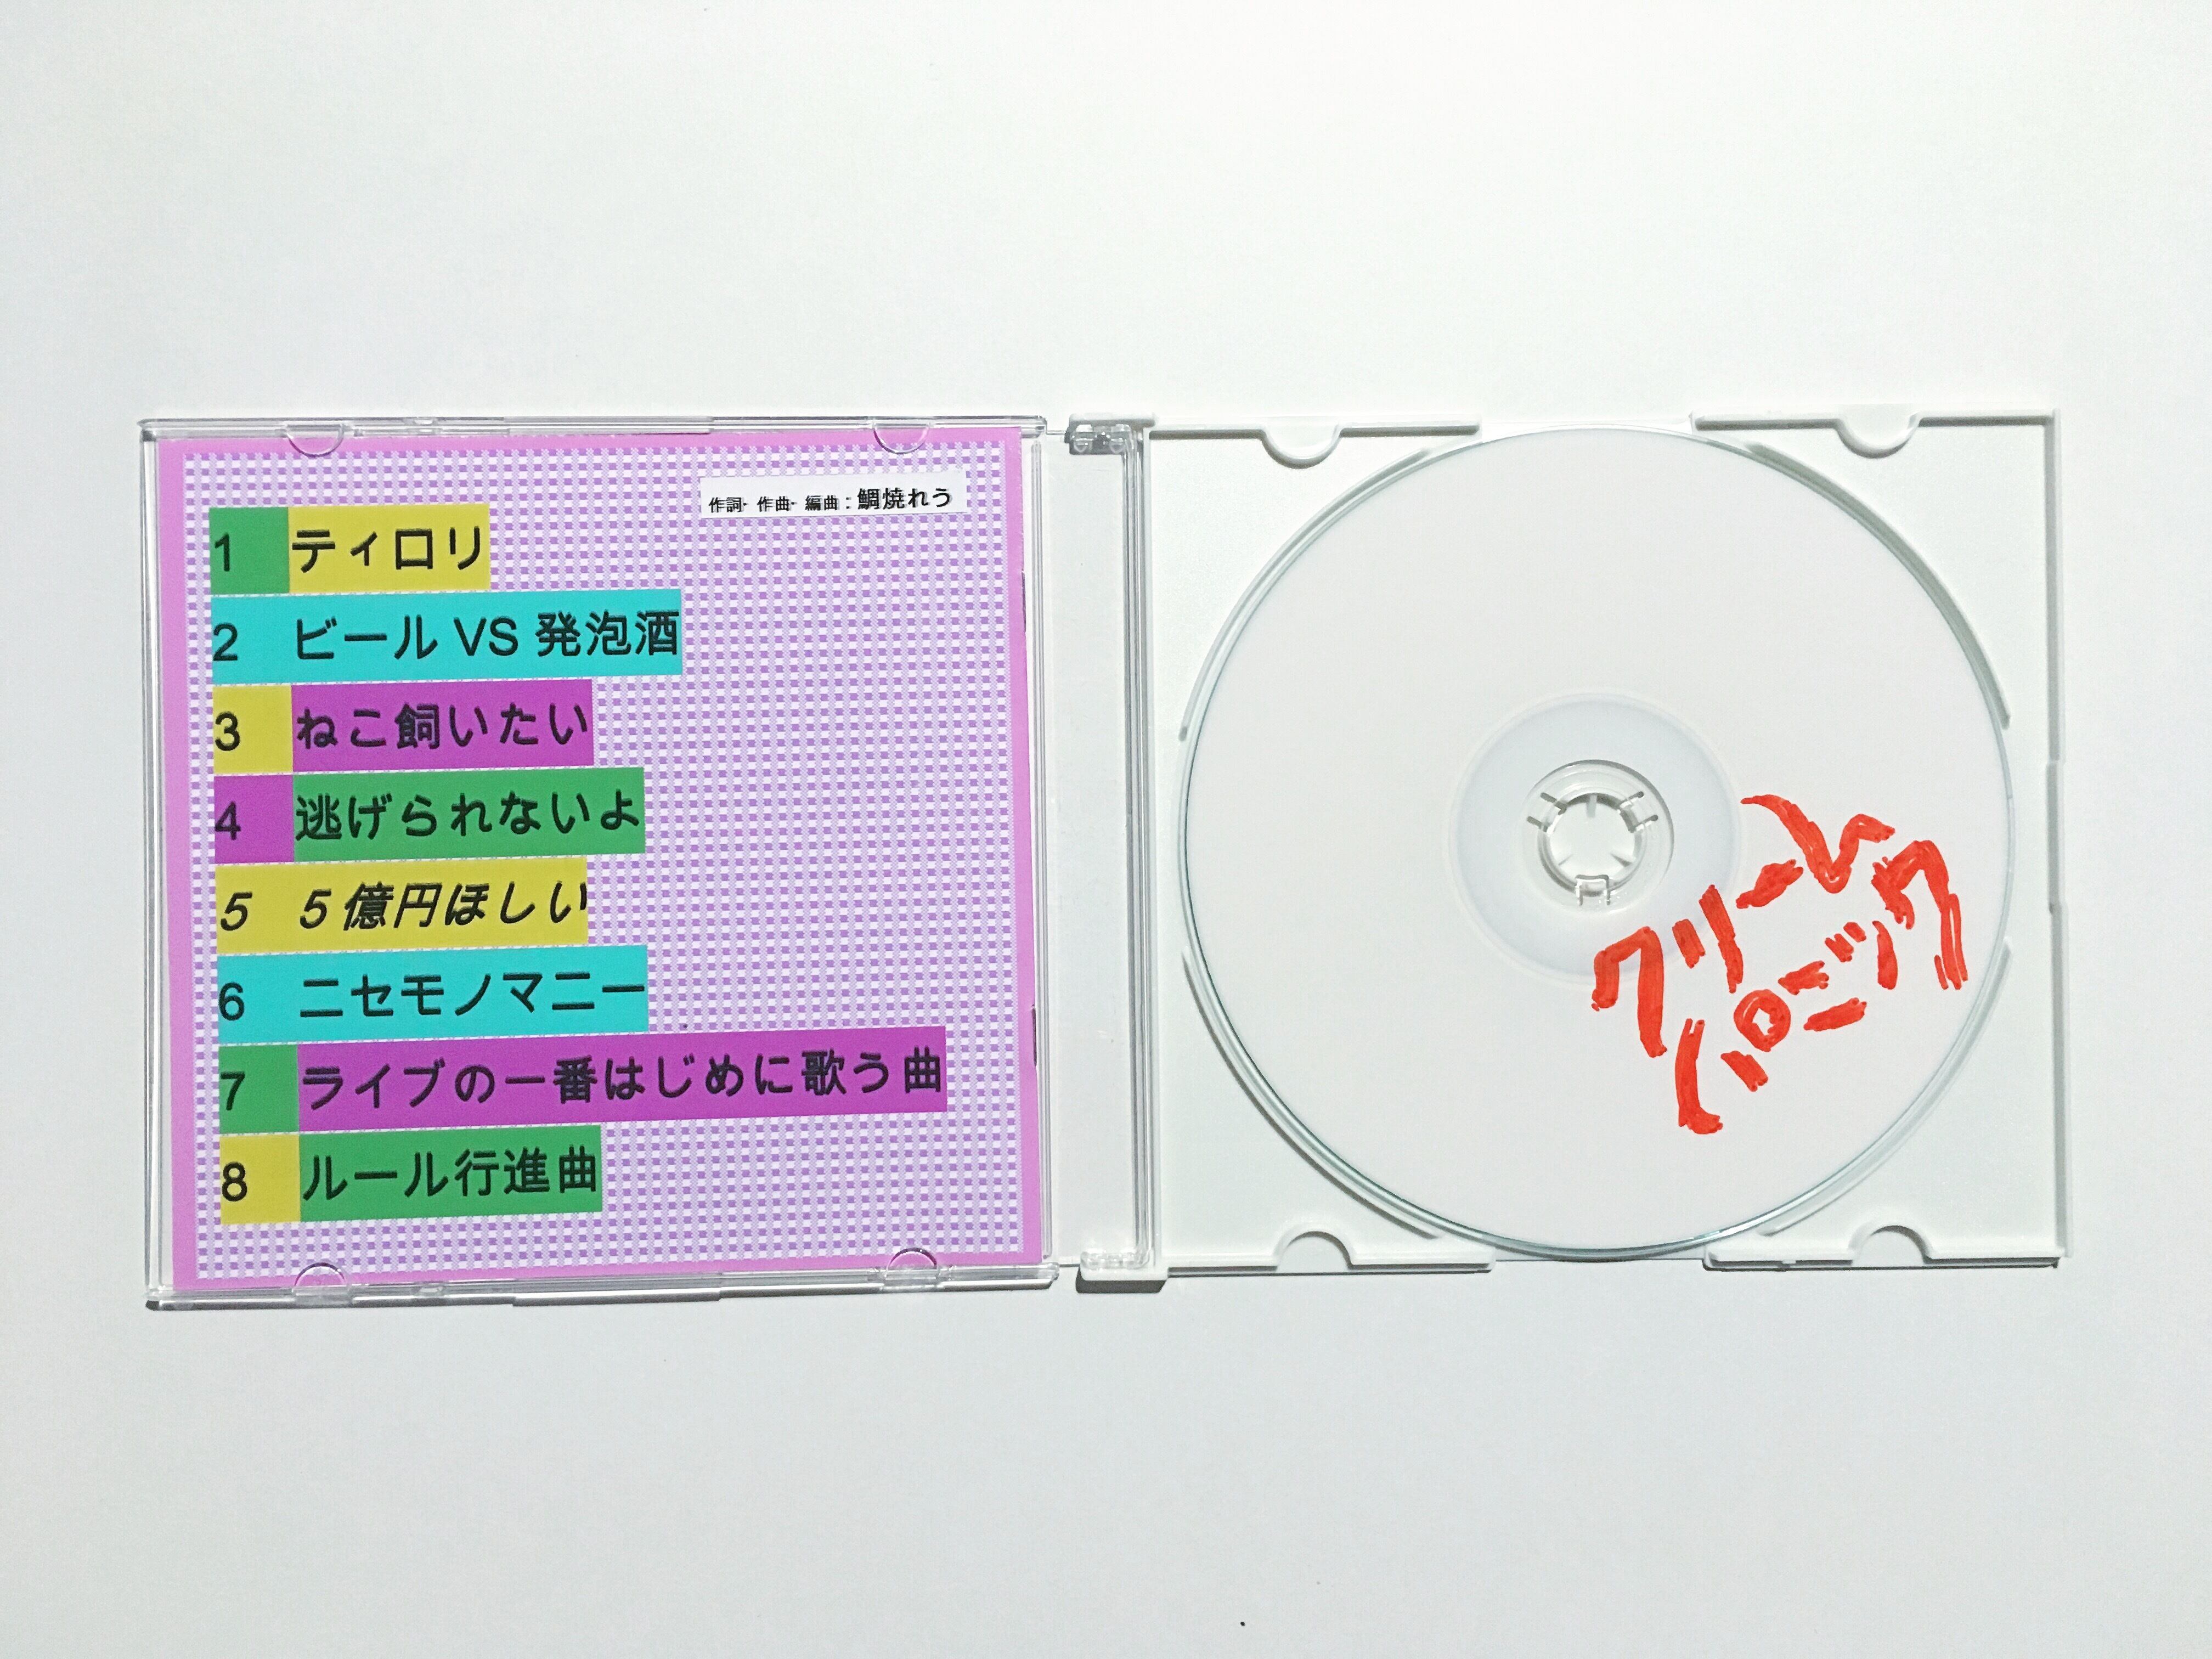 作詞・作曲・編曲：鯛焼れう
1 ティロリ
2 ビール VS 発泡酒
3 ねこ飼いたい
4 逃げられないよ
5 5億円ほしい
6 ニセモノマニー
7 ライブの一番はじめに歌う曲
8 ルール行進曲
パニック